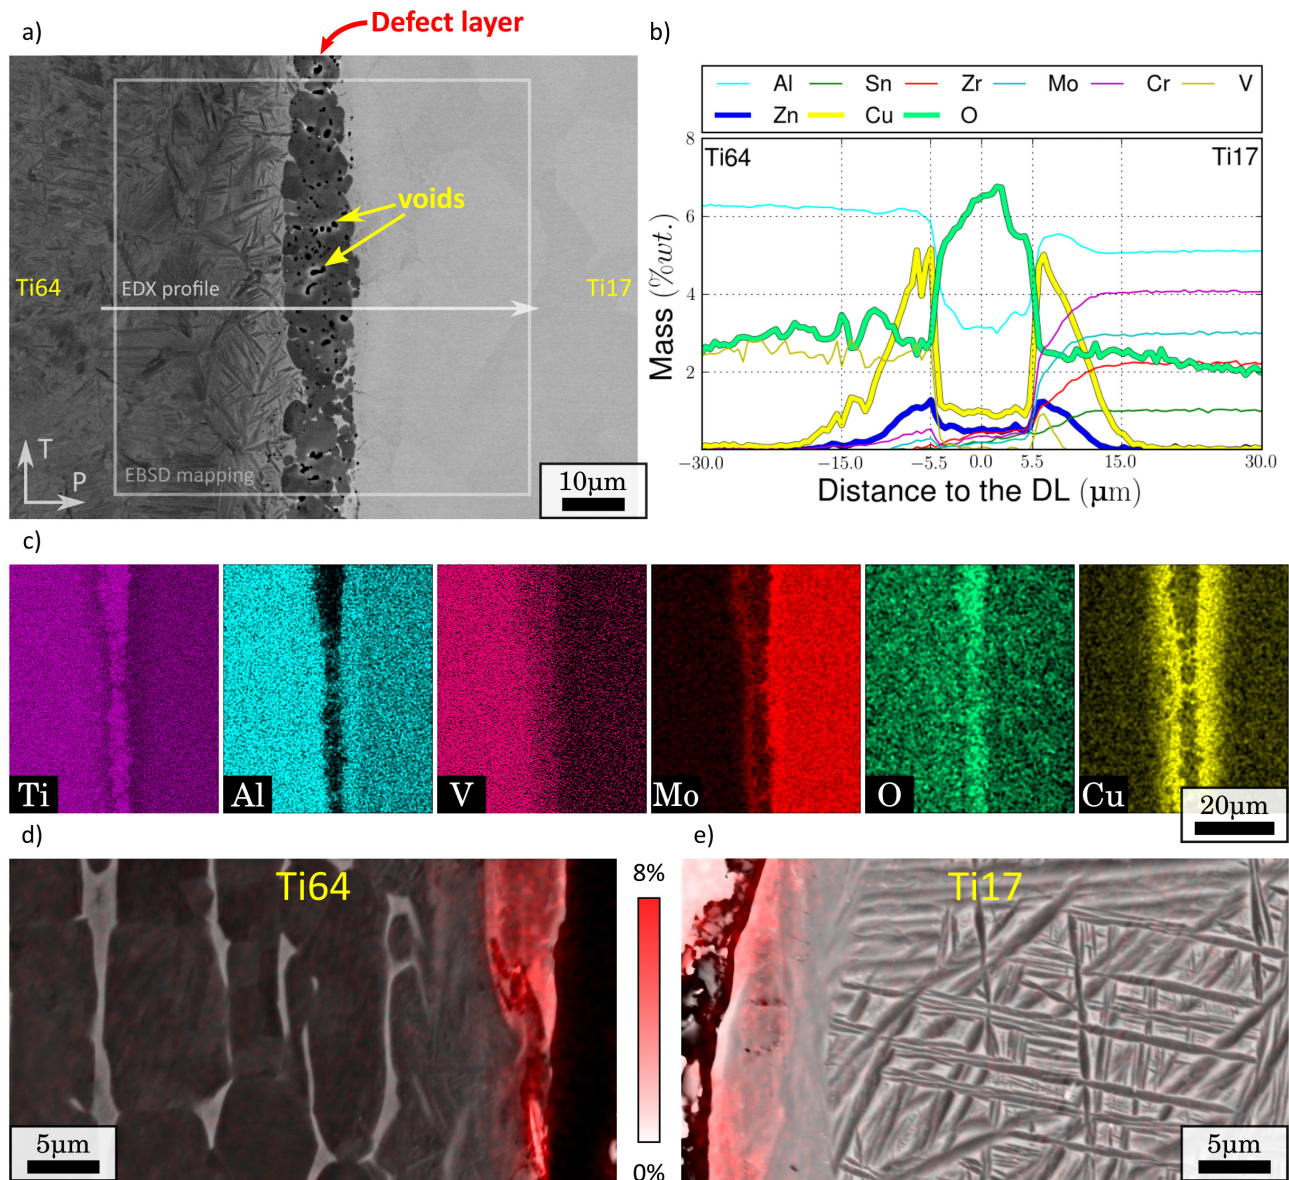 a)
Defect layer
voids
Ti64
EDX profile
Ti17
T
P
EBSD mapping
10μm
b)
Al Sn Zr Mo Cr V
Zn Cu O
8
Ti64 Ti17
6
4
2
Mass (%wt.)
−30.0 −15.0 −5.5 0.0 5.5 15.0 30.0
Distance to the DL (μm)
c)
Ti Al V Mo O Cu
20μm
d)
Ti64
5μm
8%
0%
e)
Ti17
5μm